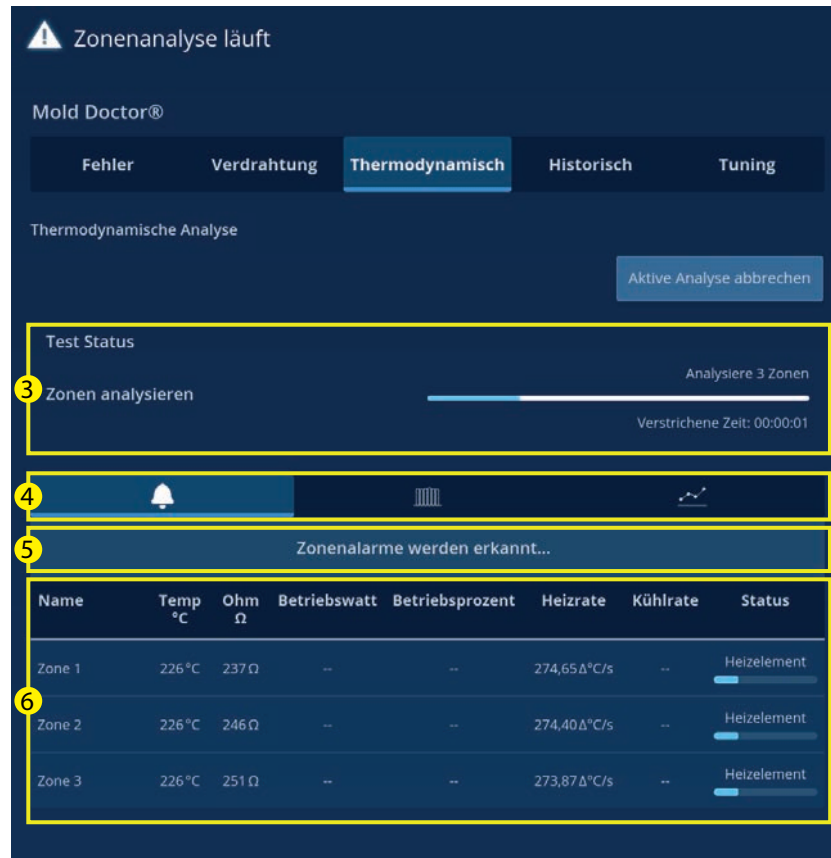 Zonenanalyse läuft
Mold Doctor®
Fehler Verdrahtung Thermodynamisch Historisch Tuning
Thermodynamische Analyse
Aktive Analyse abbrechen
Test Status
Analysiere 3 Zonen
3 Zonen analysieren
Verstrichene Zeit: 00:00:01
4
5 Zonenalarme werden erkannt...
Name Temp °C Ohm Ω Betriebswatt Betriebsprozent Heizrate Kühlrate Status
Zone 1 226°C 237Ω -- -- 274,65Δ°C/s -- Heizelement
6
Zone 2 226°C 246Ω -- -- 274,40Δ°C/s -- Heizelement
Zone 3 226°C 251Ω -- -- 273,87Δ°C/s -- Heizelement